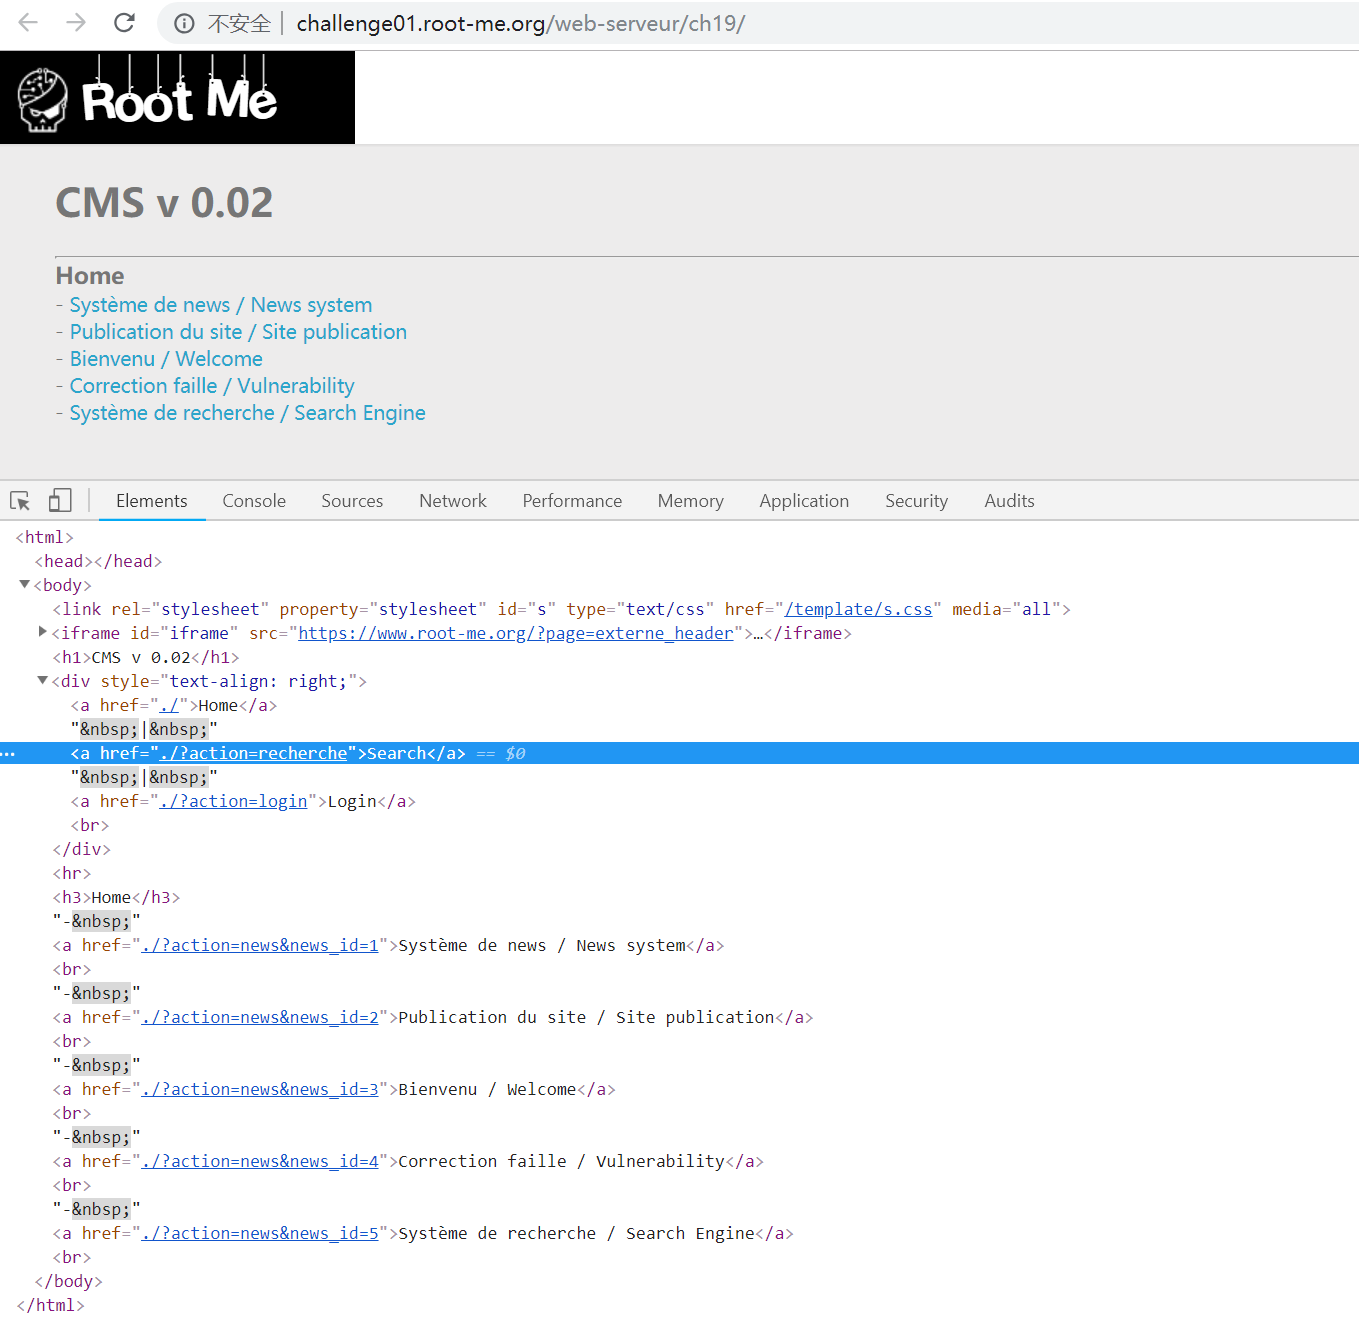 不安全 | challenge01.root-me.org/web-serveur/ch19/
Root Me
CMS v 0.02
Home
- Système de news / News system
- Publication du site / Site publication
- Bienvenu / Welcome
- Correction faille / Vulnerability
- Système de recherche / Search Engine
Elements Console Sources Network Performance Memory Application Security Audits
<html>
<head></head>
<body>
<link rel="stylesheet" property="stylesheet" id="s" type="text/css" href="/template/s.css" media="all">
<iframe id="iframe" src="https://www.root-me.org/?page=externe_header">…</iframe>
<h1>CMS v 0.02</h1>
<div style="text-align: right;">
<a href="./">Home</a>
"&nbsp;|&nbsp;"
<a href="./?action=recherche">Search</a> == $0
"&nbsp;|&nbsp;"
<a href="./?action=login">Login</a>
<br>
</div>
<hr>
<h3>Home</h3>
"-&nbsp;"
<a href="./?action=news&news_id=1">Système de news / News system</a>
<br>
"-&nbsp;"
<a href="./?action=news&news_id=2">Publication du site / Site publication</a>
<br>
"-&nbsp;"
<a href="./?action=news&news_id=3">Bienvenu / Welcome</a>
<br>
"-&nbsp;"
<a href="./?action=news&news_id=4">Correction faille / Vulnerability</a>
<br>
"-&nbsp;"
<a href="./?action=news&news_id=5">Système de recherche / Search Engine</a>
<br>
</body>
</html>